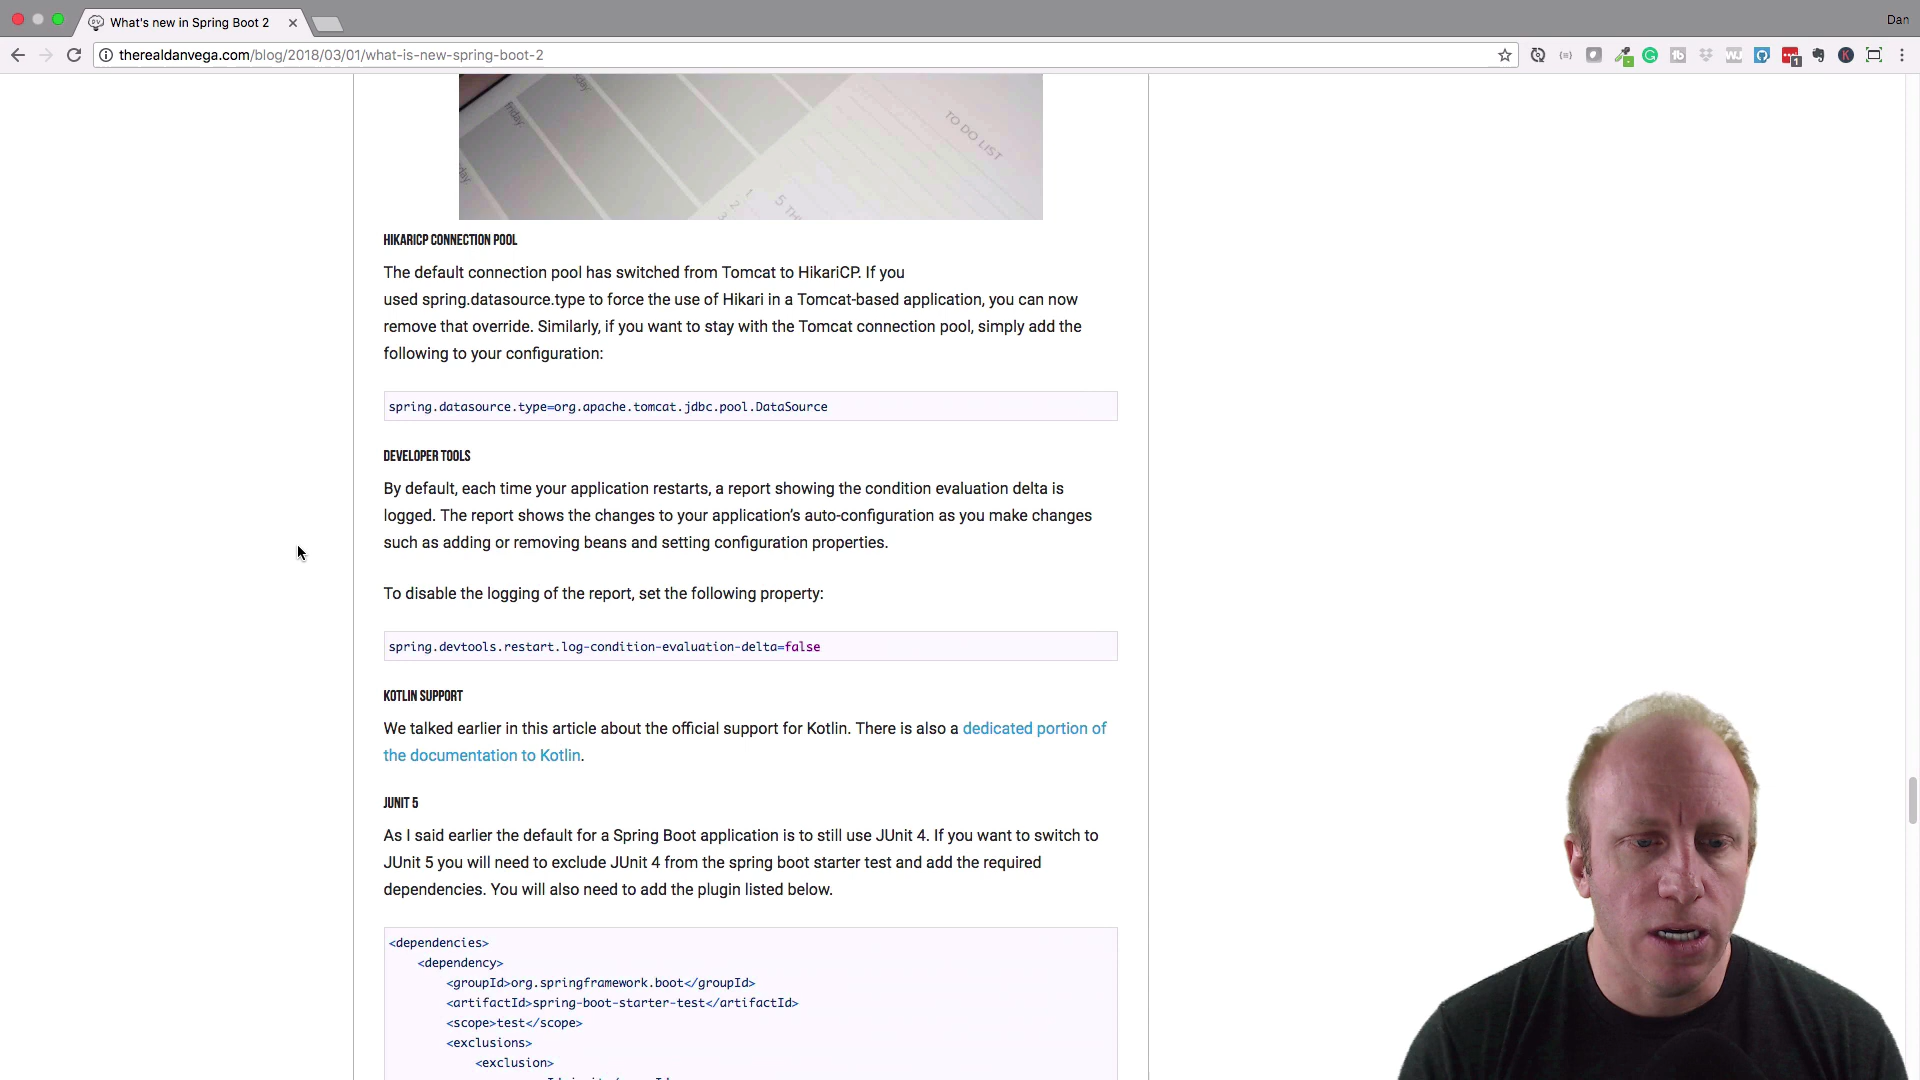 What's new in Spring Boot 2
Dan
therealdanvega.com/blog/2018/03/01/what-is-new-spring-boot-2
TO DO LIST
HIKARICP CONNECTION POOL
The default connection pool has switched from Tomcat to HikariCP. If you
used spring.datasource.type to force the use of Hikari in a Tomcat-based application, you can now
remove that override. Similarly, if you want to stay with the Tomcat connection pool, simply add the
following to your configuration:
spring.datasource.type=org.apache.tomcat.jdbc.pool.DataSource
DEVELOPER TOOLS
By default, each time your application restarts, a report showing the condition evaluation delta is
logged. The report shows the changes to your application’s auto-configuration as you make changes
such as adding or removing beans and setting configuration properties.
To disable the logging of the report, set the following property:
spring.devtools.restart.log-condition-evaluation-delta=false
KOTLIN SUPPORT
We talked earlier in this article about the official support for Kotlin. There is also a dedicated portion of
the documentation to Kotlin.
JUNIT 5
As I said earlier the default for a Spring Boot application is to still use JUnit 4. If you want to switch to
JUnit 5 you will need to exclude JUnit 4 from the spring boot starter test and add the required
dependencies. You will also need to add the plugin listed below.
<dependencies>
<dependency>
<groupId>org.springframework.boot</groupId>
<artifactId>spring-boot-starter-test</artifactId>
<scope>test</scope>
<exclusions>
<exclusion>